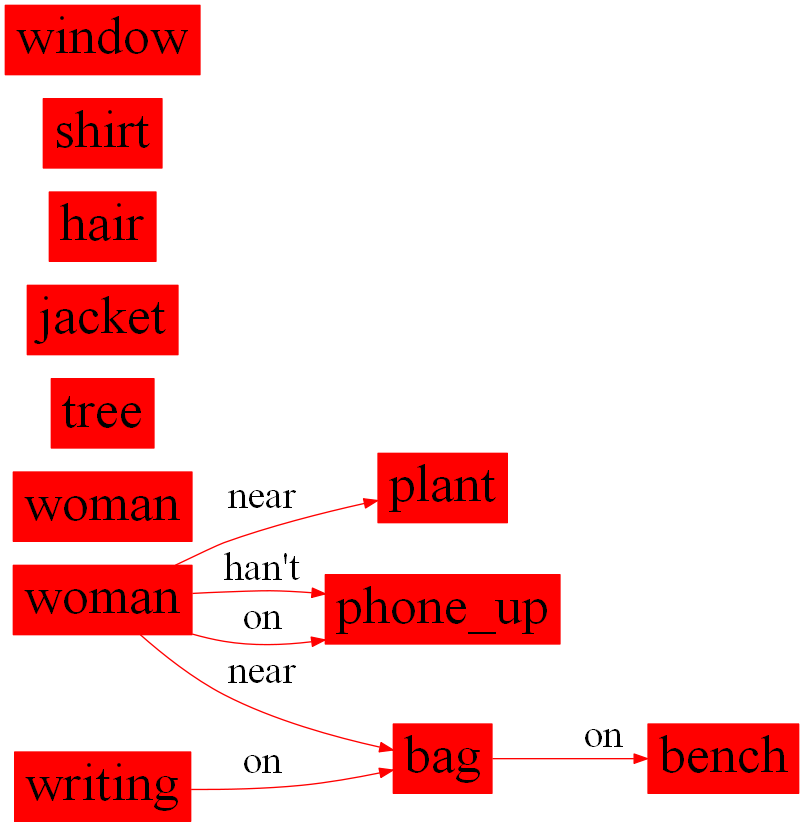 window
shirt
hair
jacket
tree
woman
near
plant
woman
han't
on
phone_up
near
writing
on
bag
on
bench